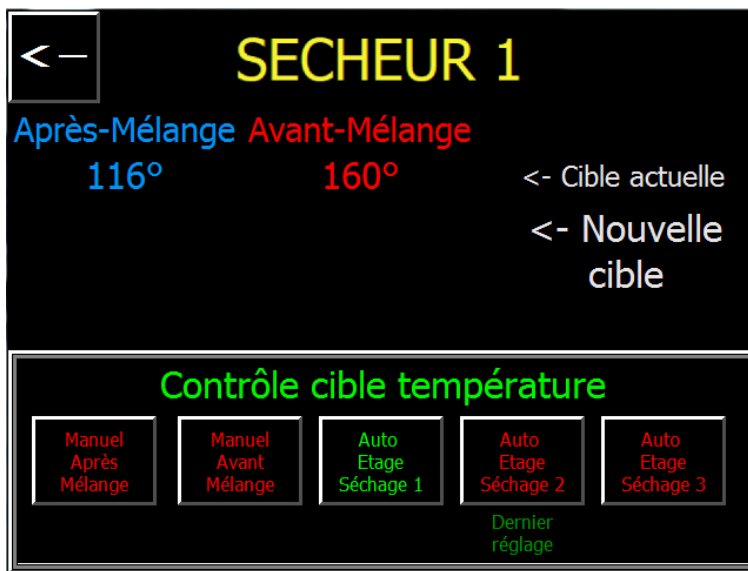 <-
SECHEUR 1
Après-Mélange Avant-Mélange
116° 160°
<- Cible actuelle
<- Nouvelle
cible
Contrôle cible température
Manuel
Après
Mélange
Manuel
Avant
Mélange
Auto
Etage
Séchage 1
Auto
Etage
Séchage 2
Auto
Etage
Séchage 3
Dernier
réglage